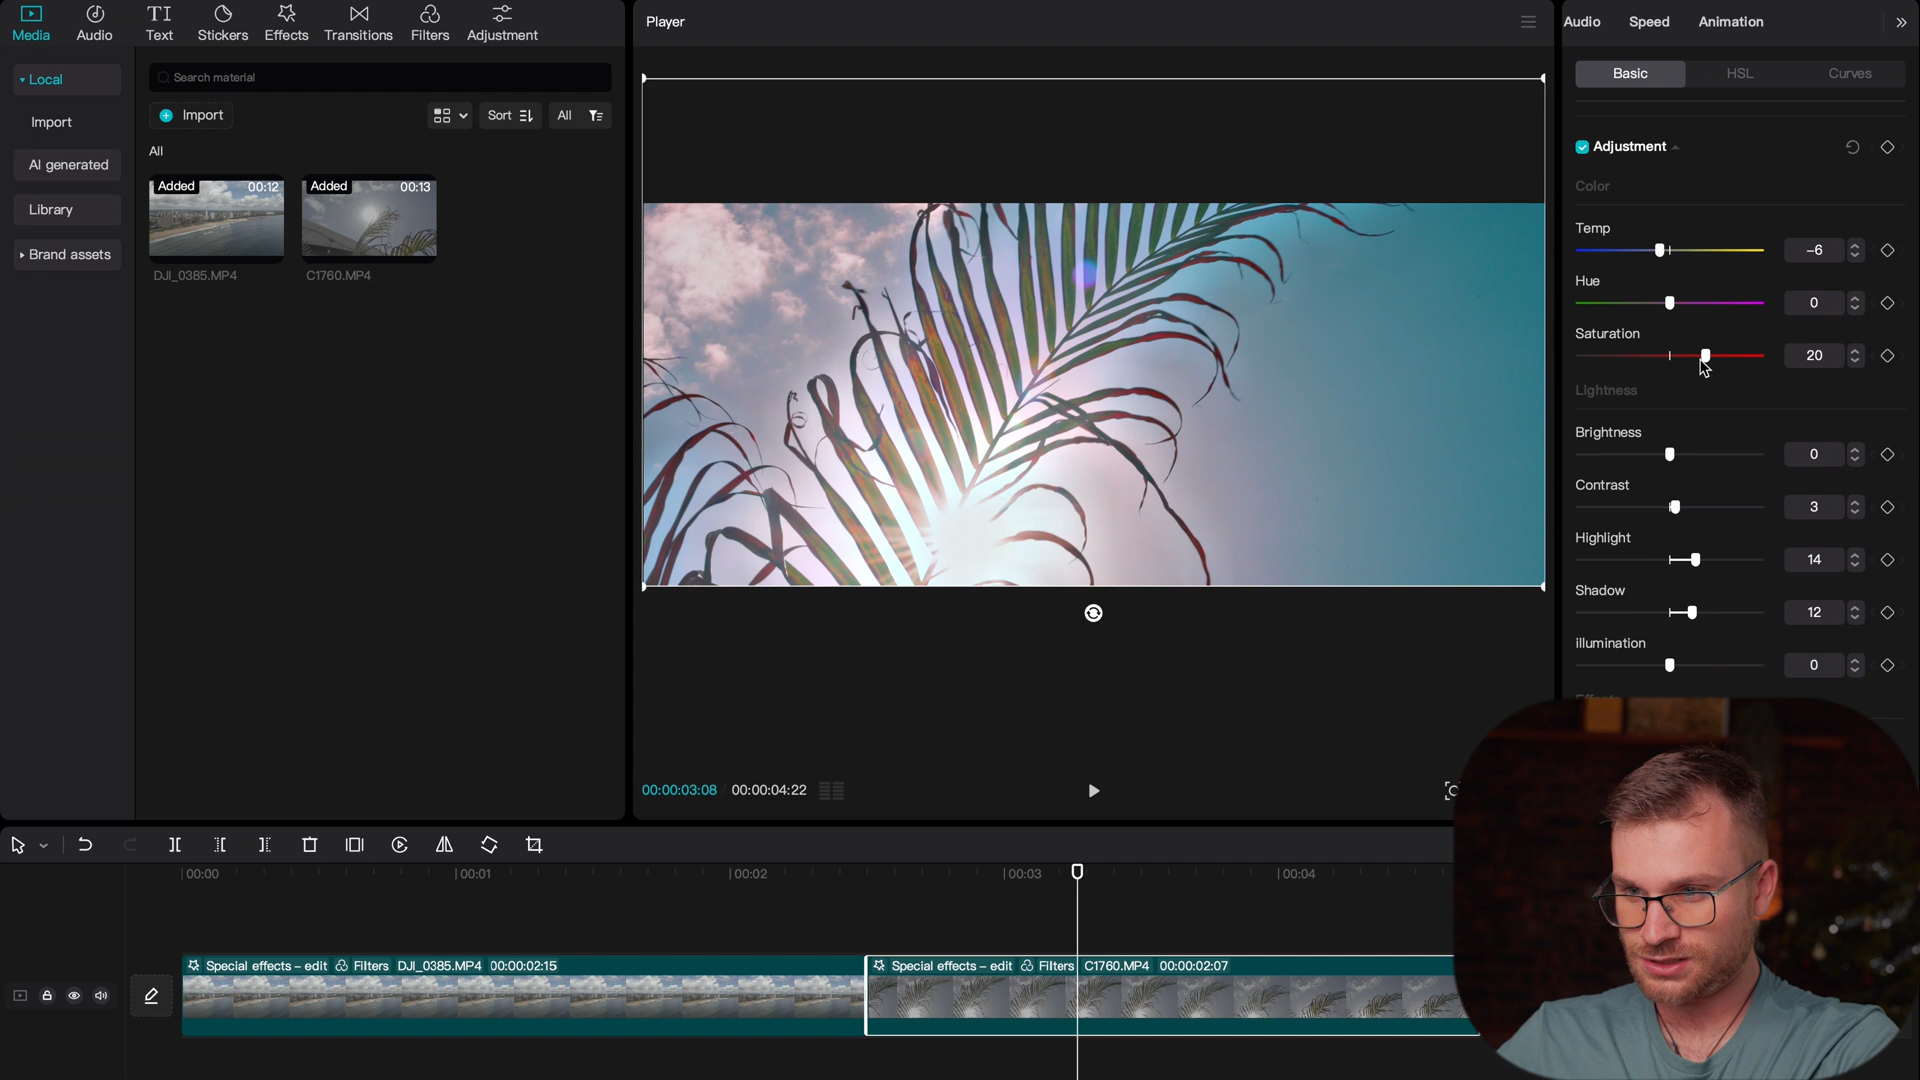 Media
Audio
Text
Stickers
Effects
Transitions
Filters
Adjustment
Local
Import
AI generated
Library
Brand assets
Search material
Import
Sort
All
All
Added
00:12
DJI_0385.MP4
Added
00:13
C1760.MP4
Player
00:00:03:08
00:00:04:22
Audio
Speed
Animation
Basic
HSL
Curves
Adjustment
Color
Temp
-6
Hue
0
Saturation
20
Lightness
Brightness
0
Contrast
3
Highlight
14
Shadow
12
illumination
0
00:00
00:01
00:02
00:03
00:04
Special effects – edit Filters DJI_0385.MP4 00:00:02:15
Special effects – edit Filters C1760.MP4 00:00:02:07